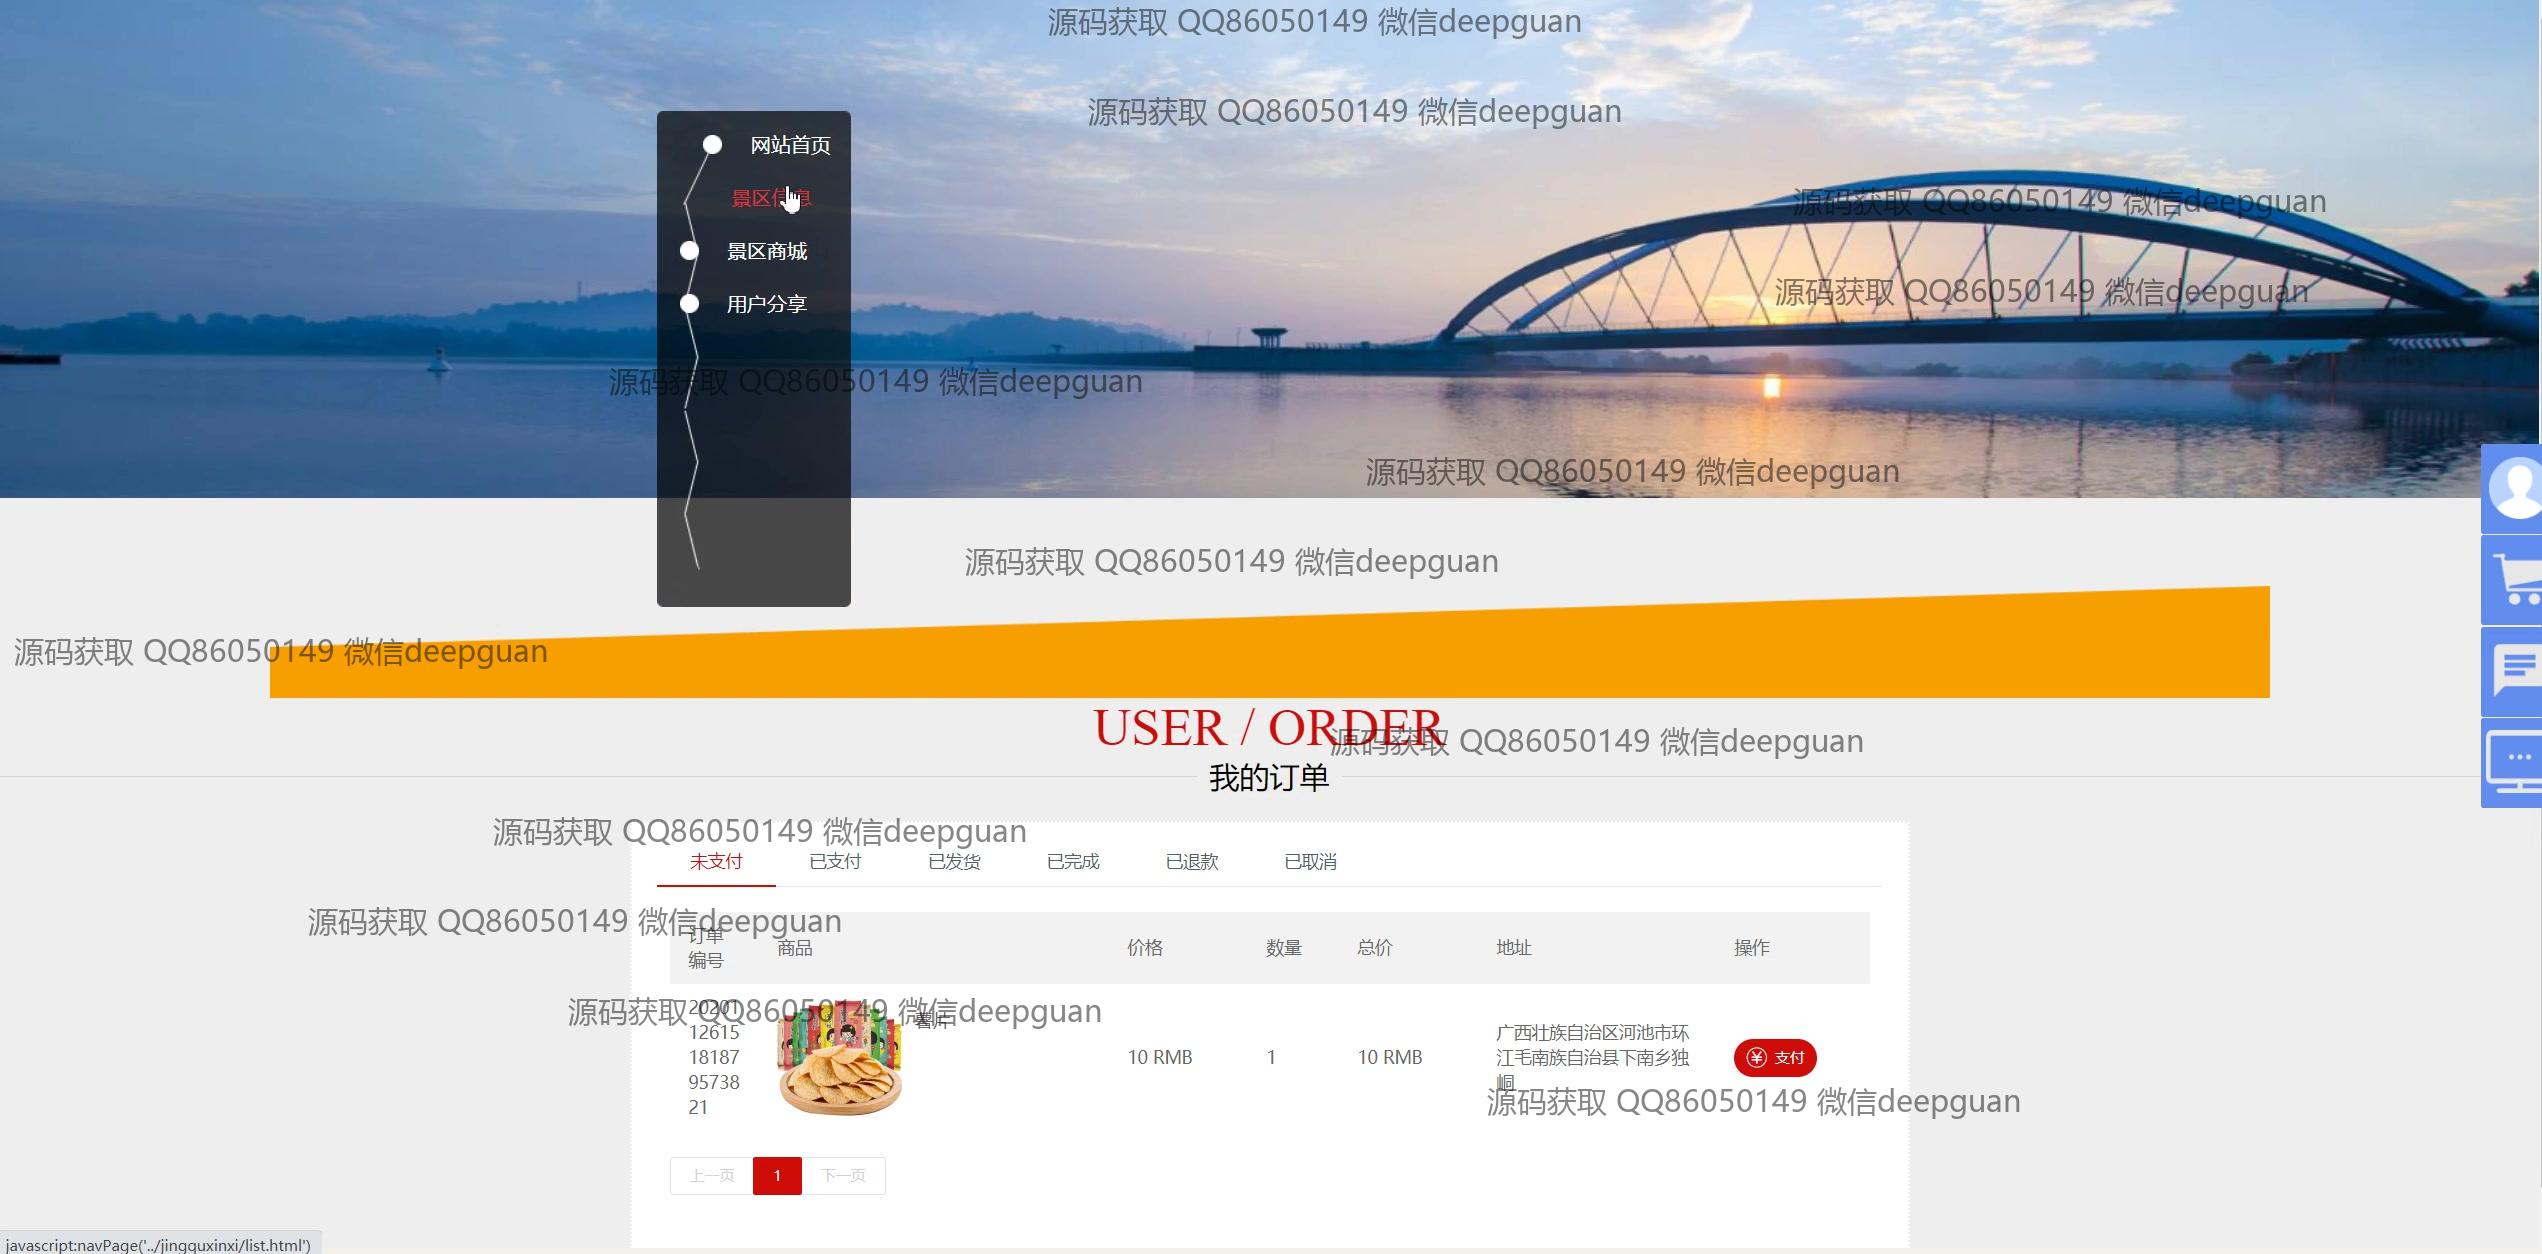 源码获取 QQ86050149 微信deepguan
源码获取 QQ86050149 微信deepguan
网站首页
景区信息
源码获取 QQ86050149 微信deepguan
景区商城
源码获取 QQ86050149 微信deepguan
用户分享
源码获取 QQ86050149 微信deepguan
源码获取 QQ86050149 微信deepguan
源码获取 QQ86050149 微信deepguan
源码获取 QQ86050149 微信deepguan
USER / ORDER
源码获取 QQ86050149 微信deepguan
我的订单
源码获取 QQ86050149 微信deepguan
未支付 已支付 已发货 已完成 已退款 已取消
源码获取 QQ86050149 微信deepguan
订单
编号 商品 价格 数量 总价 地址 操作
源码获取 QQ86050149 微信deepguan
20201
12615
18187
95738
21
薯片
10 RMB 1 10 RMB
广西壮族自治区河池市环
江毛南族自治县下南乡独
峒
支付
源码获取 QQ86050149 微信deepguan
上一页 1 下一页
javascript:navPage('../jingquxinxi/list.html')